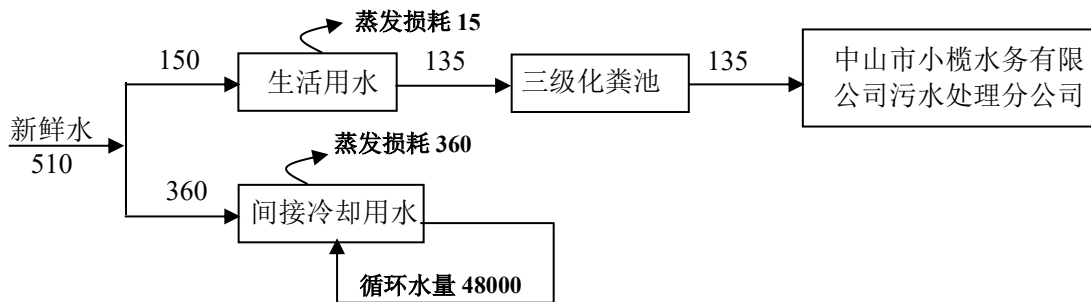 蒸发损耗 15
150
生活用水
135
三级化粪池
135
中山市小榄水务有限
公司污水处理分公司
新鲜水
510
蒸发损耗 360
360
间接冷却用水
循环水量 48000